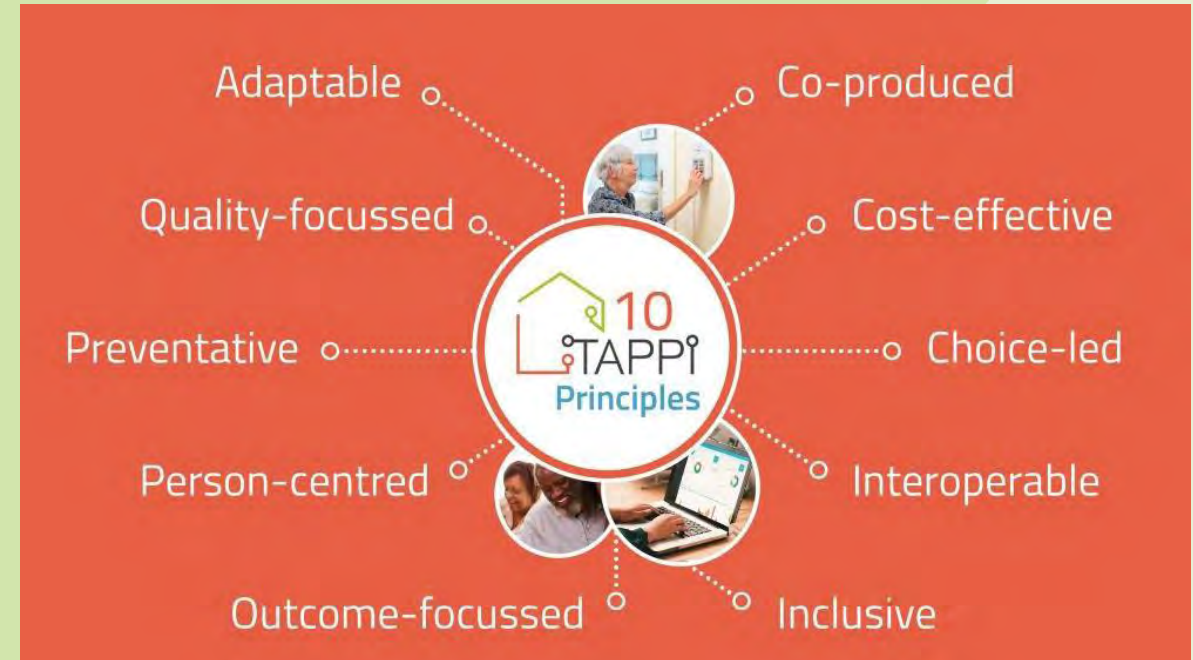 Adaptable
Co-produced
Quality-focussed
Cost-effective
10
TAPPI
Principles
Preventative
Choice-led
Person-centred
Interoperable
Outcome-focussed
Inclusive